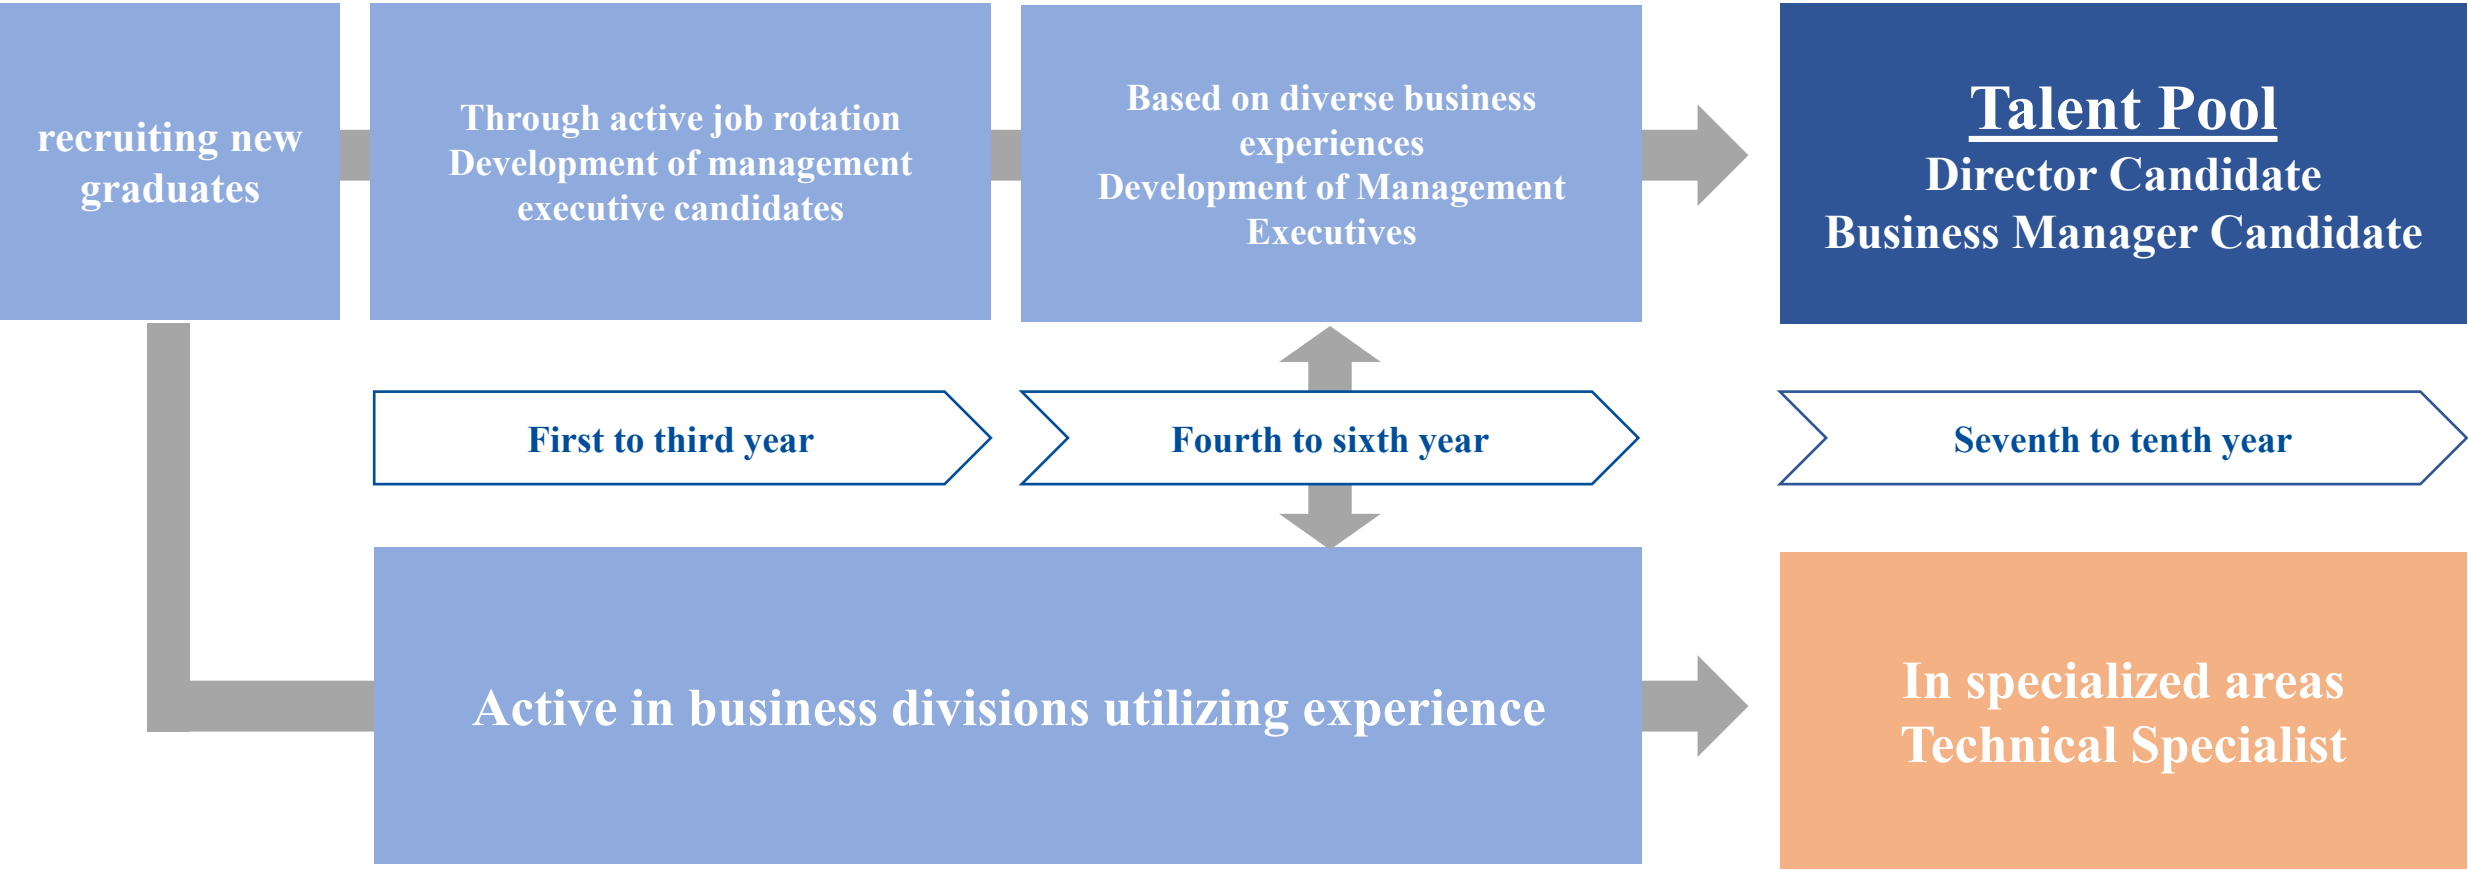 recruiting new
graduates
Through active job rotation
Development of management
executive candidates
Based on diverse business
experiences
Development of Management
Executives
Talent Pool
Director Candidate
Business Manager Candidate
First to third year
Fourth to sixth year
Seventh to tenth year
Active in business divisions utilizing experience
In specialized areas
Technical Specialist